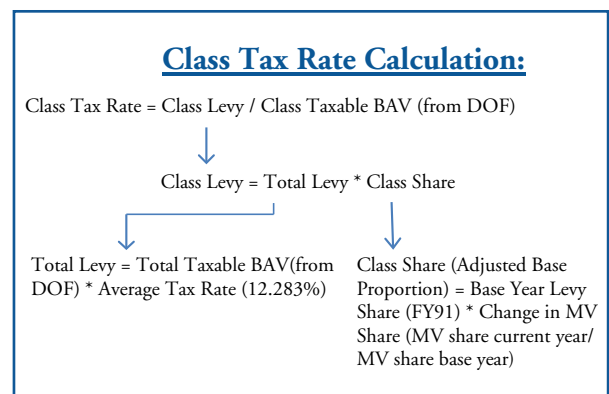 Class Tax Rate Calculation:
Class Tax Rate = Class Levy / Class Taxable BAV (from DOF)
Class Levy = Total Levy * Class Share
Total Levy = Total Taxable BAV(from
DOF) * Average Tax Rate (12.283%)
Class Share (Adjusted Base
Proportion) = Base Year Levy
Share (FY91) * Change in MV
Share (MV share current year/
MV share base year)